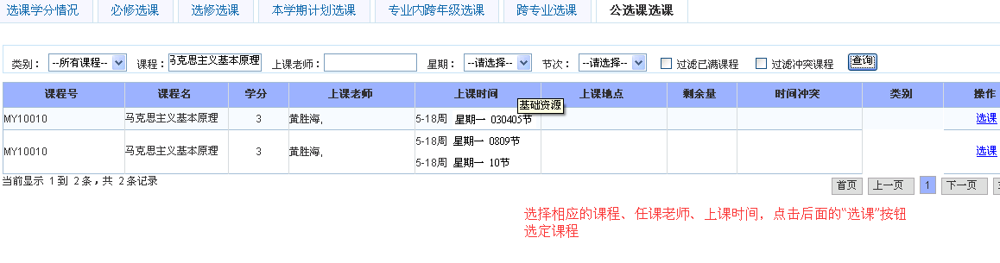 选课学分情况 必修选课 选修选课 本学期计划选课 专业内跨年级选课 跨专业选课 公选课选课
类别： --所有课程-- 课程：马克思主义基本原理 上课老师： 星期： --请选择-- 节次： --请选择-- 过滤已满课程 过滤冲突课程 查询
课程号 课程名 学分 上课老师 上课时间 上课地点 剩余量 时间冲突 类别 操作
基础资源
MY10010 马克思主义基本原理 3 黄胜海, 5-18周 星期一 030405节 选课
MY10010 马克思主义基本原理 3 黄胜海, 5-18周 星期一 0809节 选课
5-18周 星期一 10节
当前显示 1到 2条，共 2条记录
首页 上一页 1 下一页
选择相应的课程、任课老师、上课时间，点击后面的“选课”按钮
选定课程